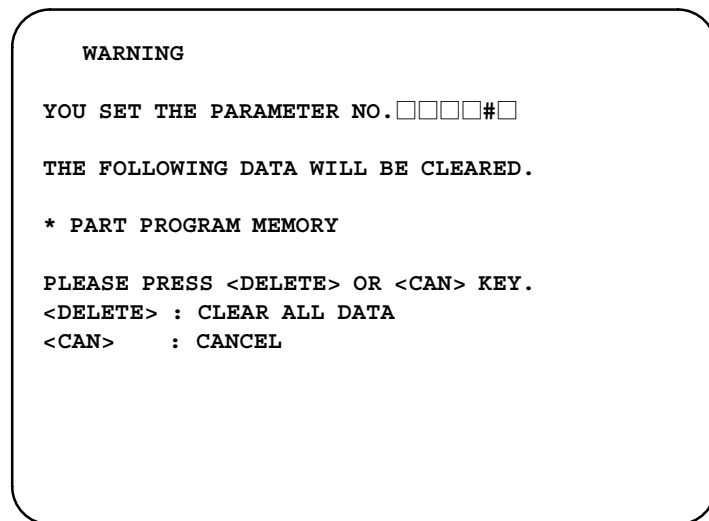 WARNING
YOU SET THE PARAMETER NO.□□□□#□
THE FOLLOWING DATA WILL BE CLEARED.
* PART PROGRAM MEMORY
PLEASE PRESS <DELETE> OR <CAN> KEY.
<DELETE> : CLEAR ALL DATA
<CAN> : CANCEL